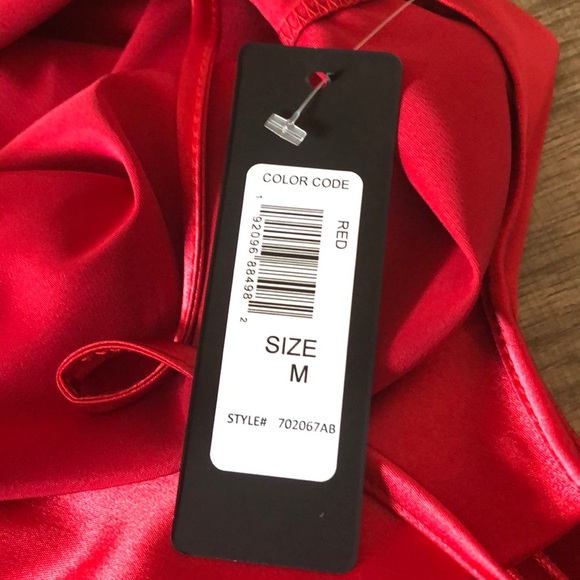 COLOR CODE
RED
1 92096 88498 2
SIZE
M
STYLE# 702067AB